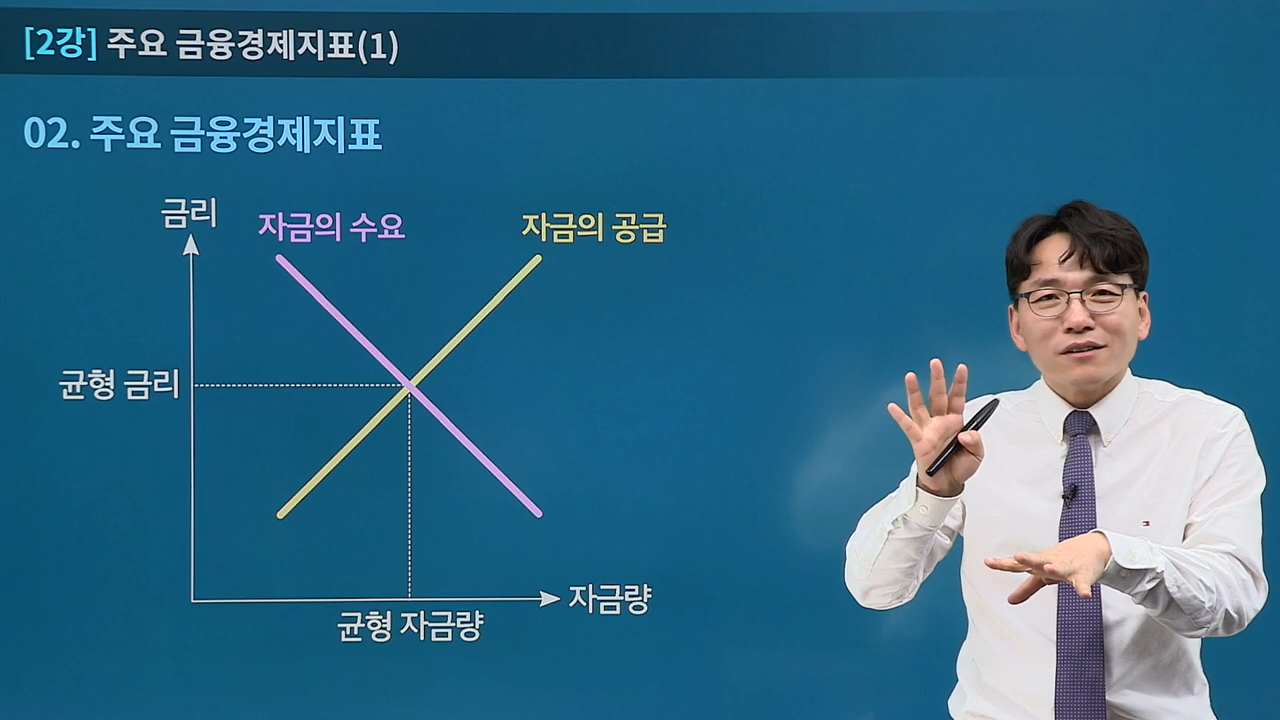 [2강] 주요 금융경제지표(1)
02. 주요 금융경제지표
금리
자금의 수요
자금의 공급
균형 금리
자금량
균형 자금량